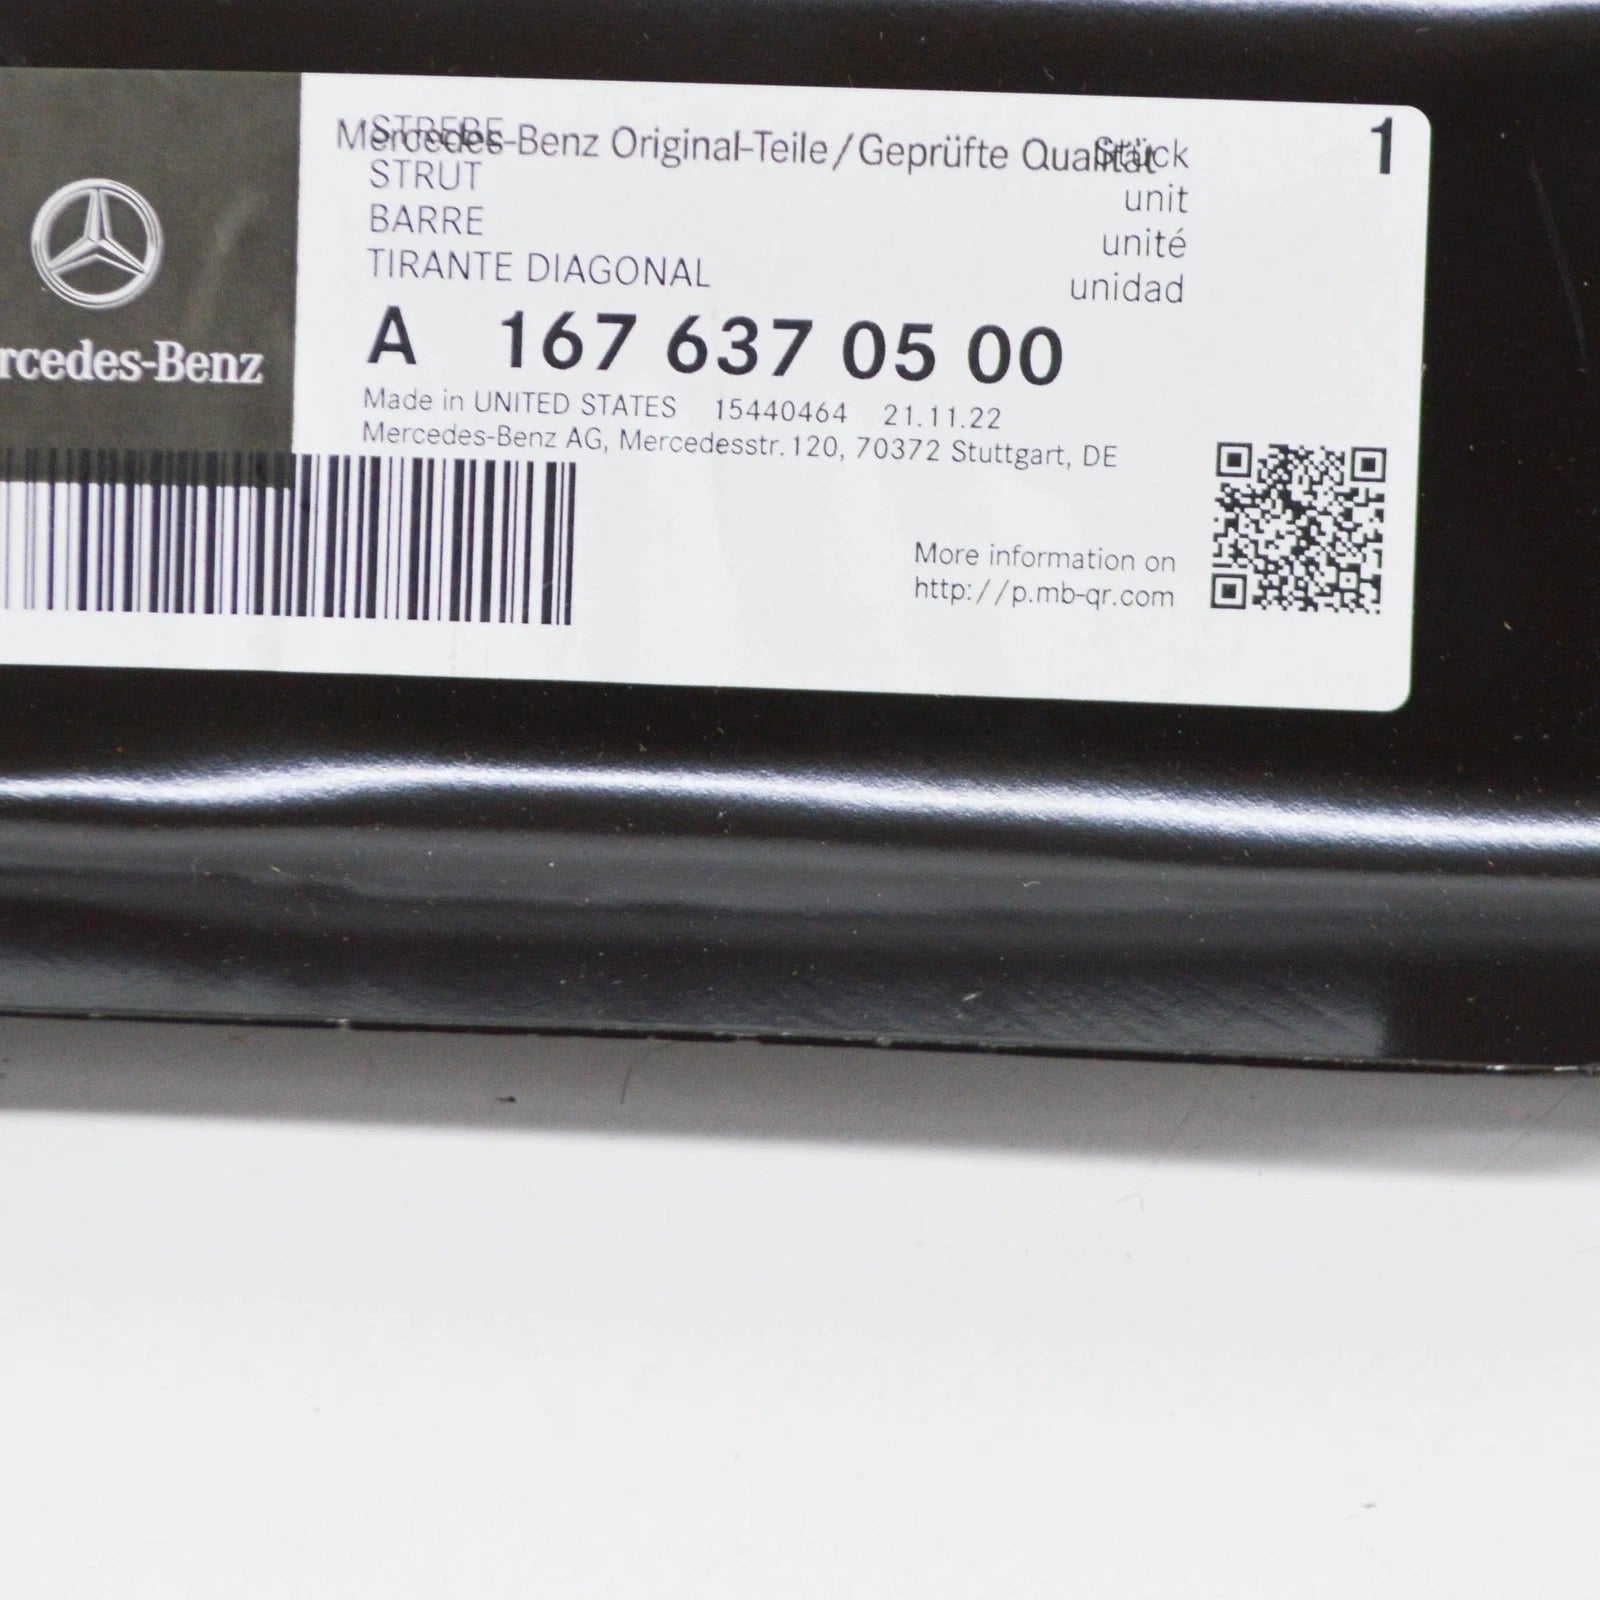 Mercedes-Benz Original-Teile/Geprüfte Qualität
STREBE Stück 1
STRUT unit
BARRE unité
TIRANTE DIAGONAL unidad
A 167 637 05 00
rcedes-Benz
Made in UNITED STATES 15440464 21.11.22
Mercedes-Benz AG, Mercedesstr. 120, 70372 Stuttgart, DE
More information on
http://p.mb-qr.com